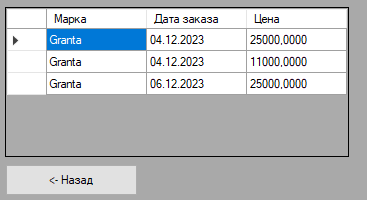 Марка Дата заказа Цена
Granta 04.12.2023 25000,0000
Granta 04.12.2023 11000,0000
Granta 06.12.2023 25000,0000
<- Назад